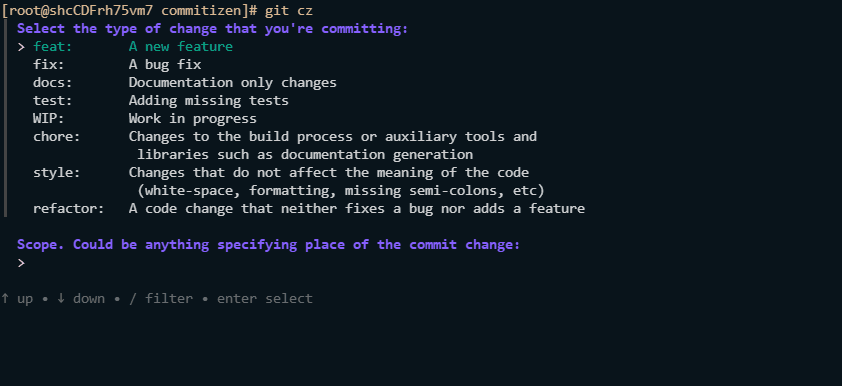 [root@shcCDFrh75vm7 commitizen]# git cz
Select the type of change that you're committing:
> feat: A new feature
fix: A bug fix
docs: Documentation only changes
test: Adding missing tests
WIP: Work in progress
chore: Changes to the build process or auxiliary tools and
libraries such as documentation generation
style: Changes that do not affect the meaning of the code
(white-space, formatting, missing semi-colons, etc)
refactor: A code change that neither fixes a bug nor adds a feature
Scope. Could be anything specifying place of the commit change:
>
↑ up • ↓ down • / filter • enter select